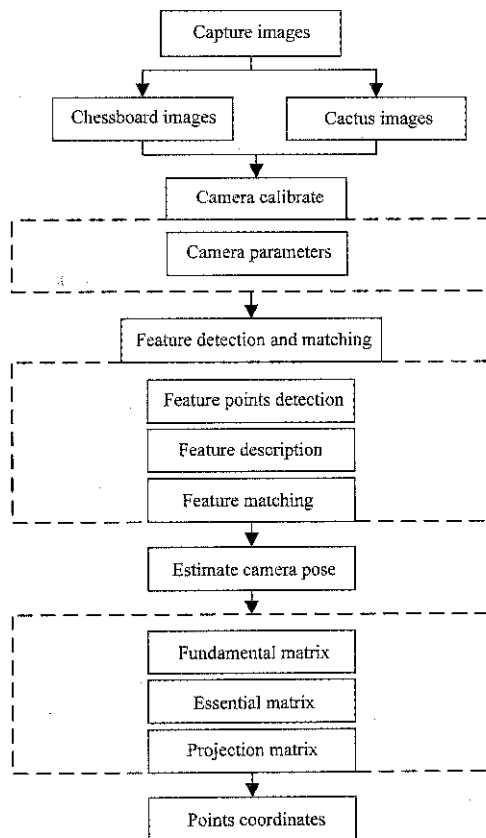 Capture images
Chessboard images
Cactus images
Camera calibrate
Camera parameters
Feature detection and matching
Feature points detection
Feature description
Feature matching
Estimate camera pose
Fundamental matrix
Essential matrix
Projection matrix
Points coordinates